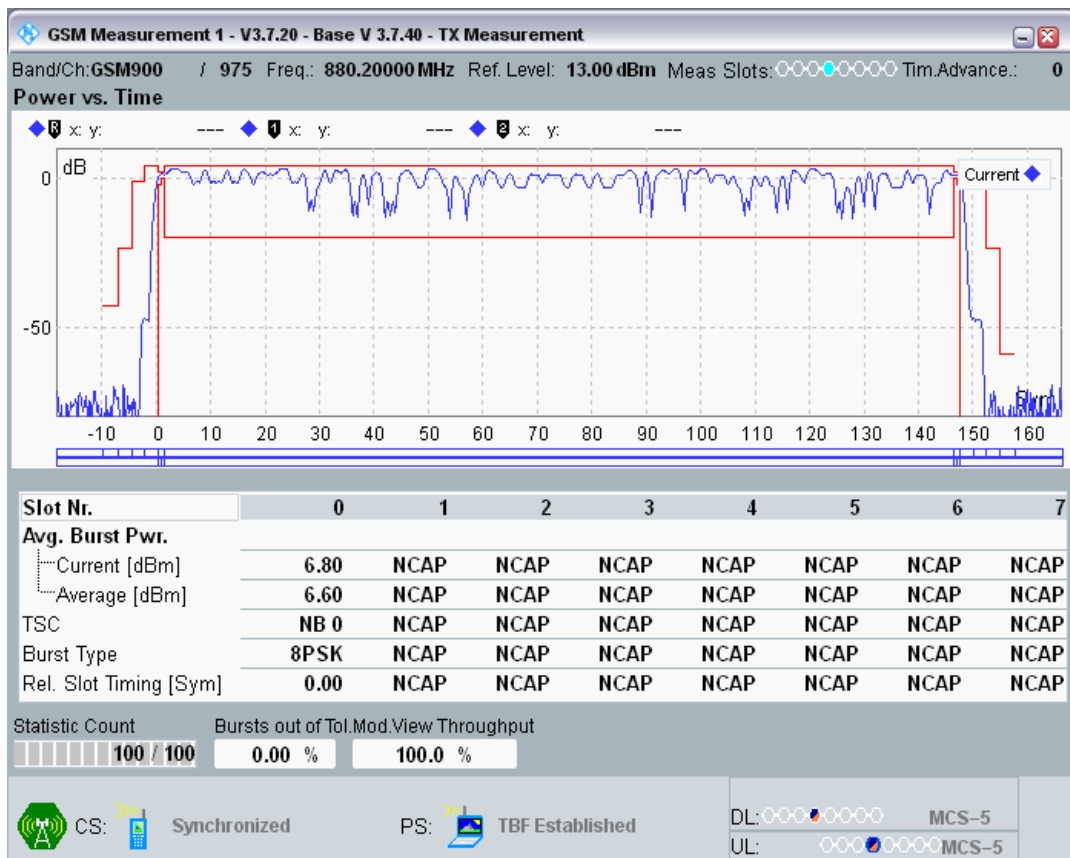 GSM Measurement 1 - V3.7.20 - Base V 3.7.40 - TX Measurement
Band/Ch: GSM900 / 975 Freq.: 880.20000 MHz Ref. Level: 13.00 dBm Meas Slots: Tim.Advance.: 0
Power vs. Time
R x: y: --- 1 x: y: --- 2 x: y: ---
dB
Current
0
-50
-10 0 10 20 30 40 50 60 70 80 90 100 110 120 130 140 150 160
Slot Nr. 0 1 2 3 4 5 6 7
Avg. Burst Pwr.
Current [dBm] 6.80 NCAP NCAP NCAP NCAP NCAP NCAP NCAP
Average [dBm] 6.60 NCAP NCAP NCAP NCAP NCAP NCAP NCAP
TSC NB 0 NCAP NCAP NCAP NCAP NCAP NCAP NCAP
Burst Type 8PSK NCAP NCAP NCAP NCAP NCAP NCAP NCAP
Rel. Slot Timing [Sym] 0.00 NCAP NCAP NCAP NCAP NCAP NCAP NCAP
Statistic Count Bursts out of Tol. Mod.View Throughput
100 / 100 0.00 % 100.0 %
CS: Synchronized PS: TBF Established DL: MCS-5
UL: MCS-5